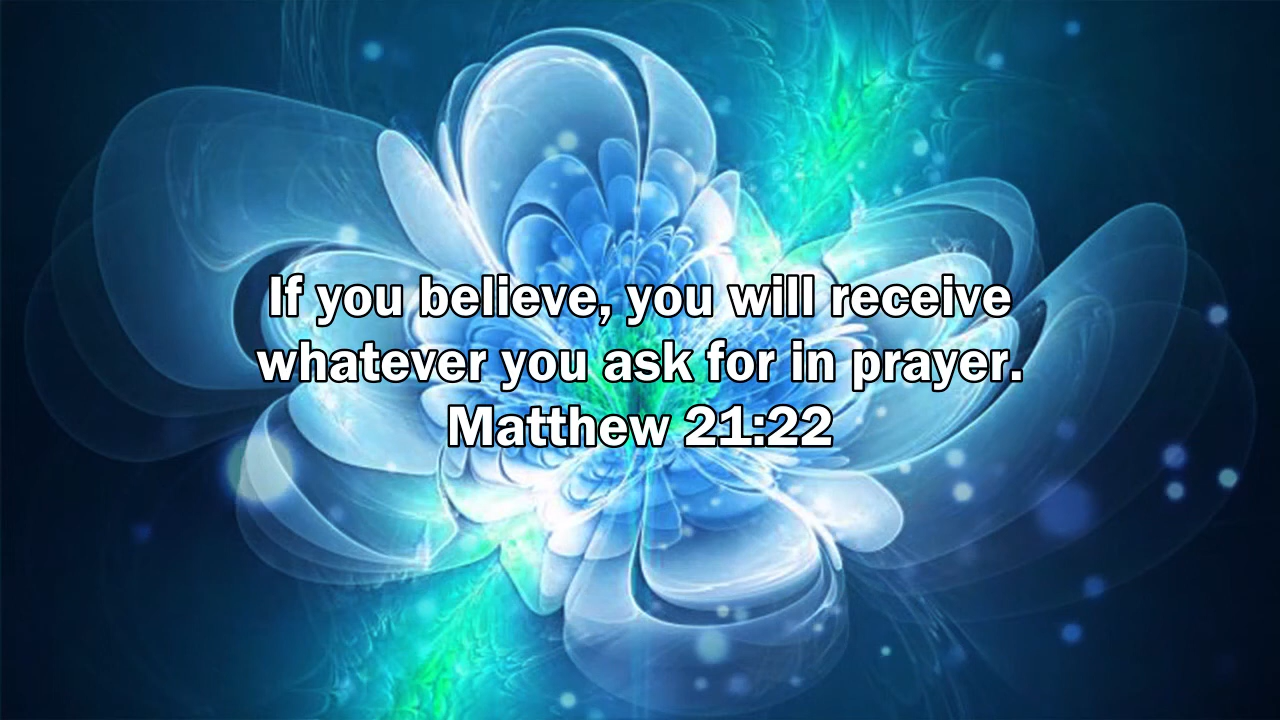 If you believe, you will receive
whatever you ask for in prayer.
Matthew 21:22